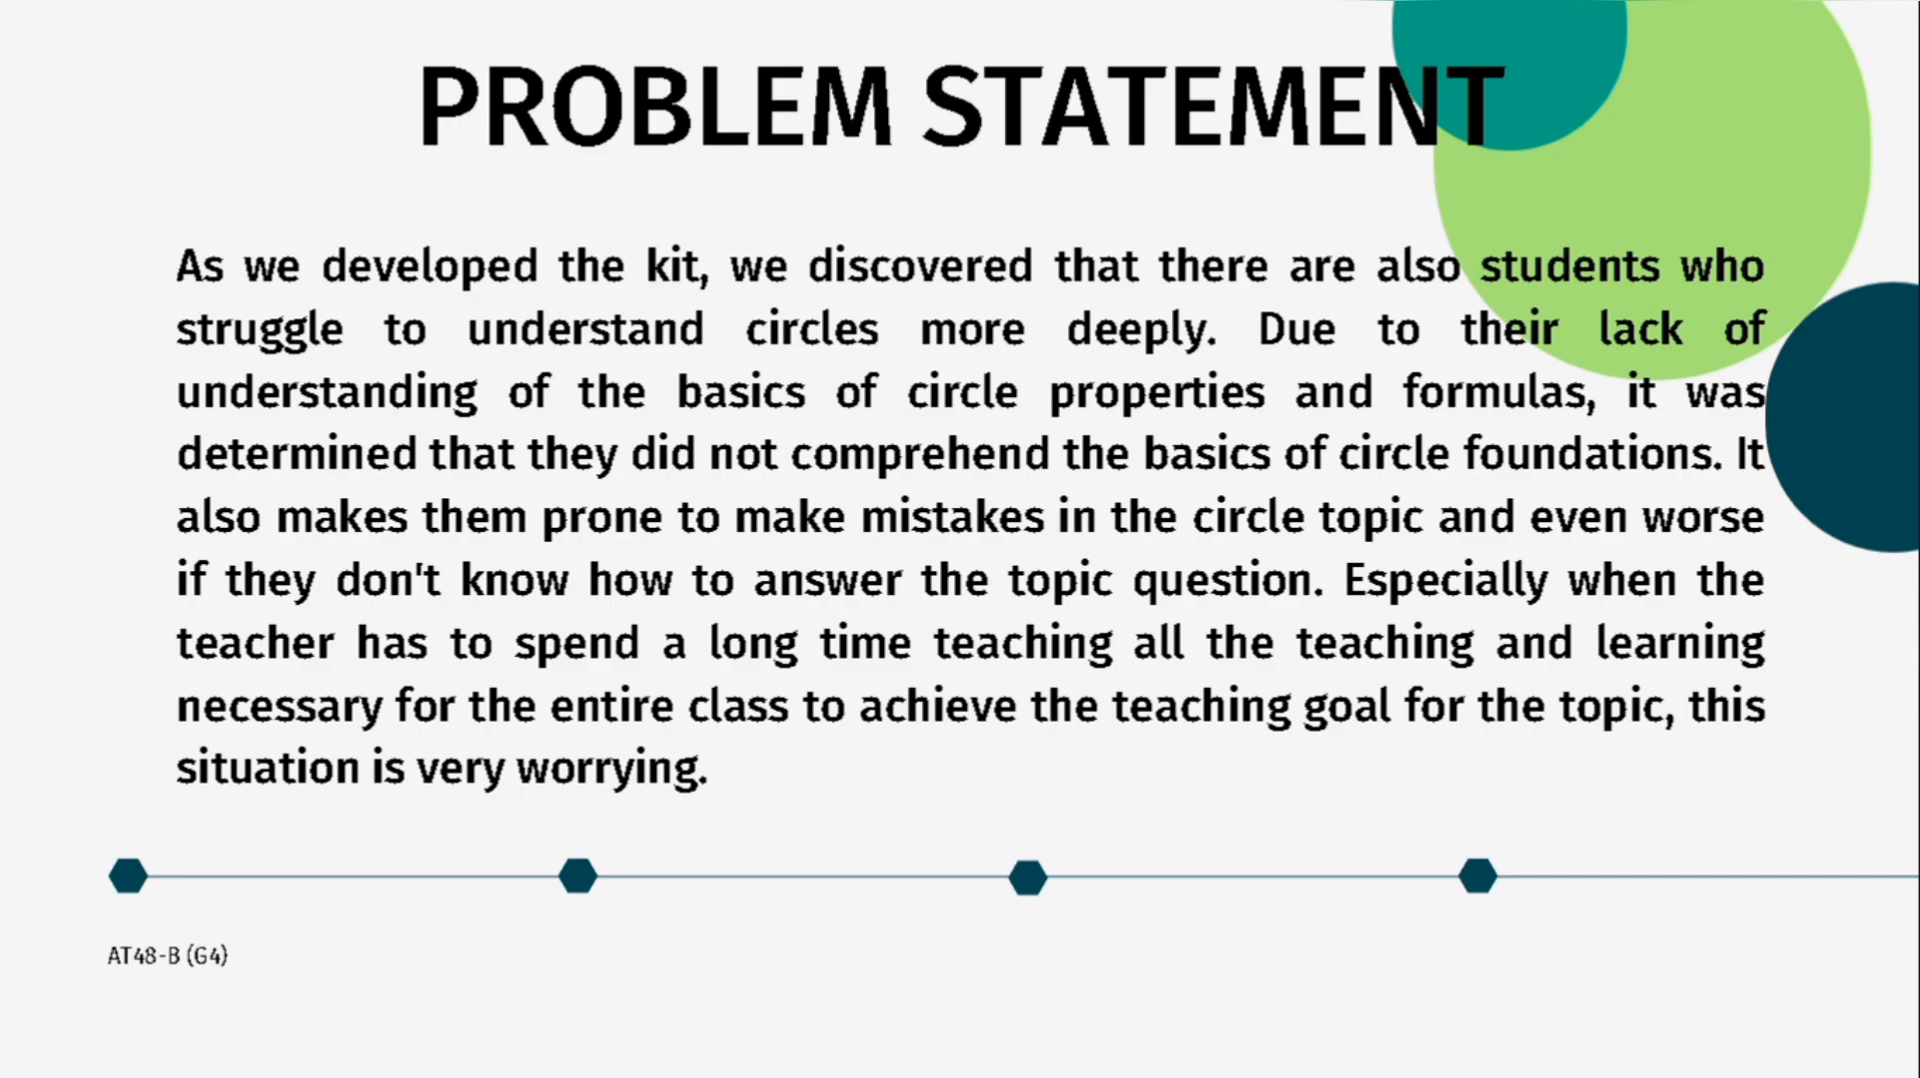 PROBLEM STATEMENT
As we developed the kit, we discovered that there are also students who
struggle to understand circles more deeply. Due to their lack of
understanding of the basics of circle properties and formulas, it was
determined that they did not comprehend the basics of circle foundations. It
also makes them prone to make mistakes in the circle topic and even worse
if they don't know how to answer the topic question. Especially when the
teacher has to spend a long time teaching all the teaching and learning
necessary for the entire class to achieve the teaching goal for the topic, this
situation is very worrying.
AT48-B (G4)